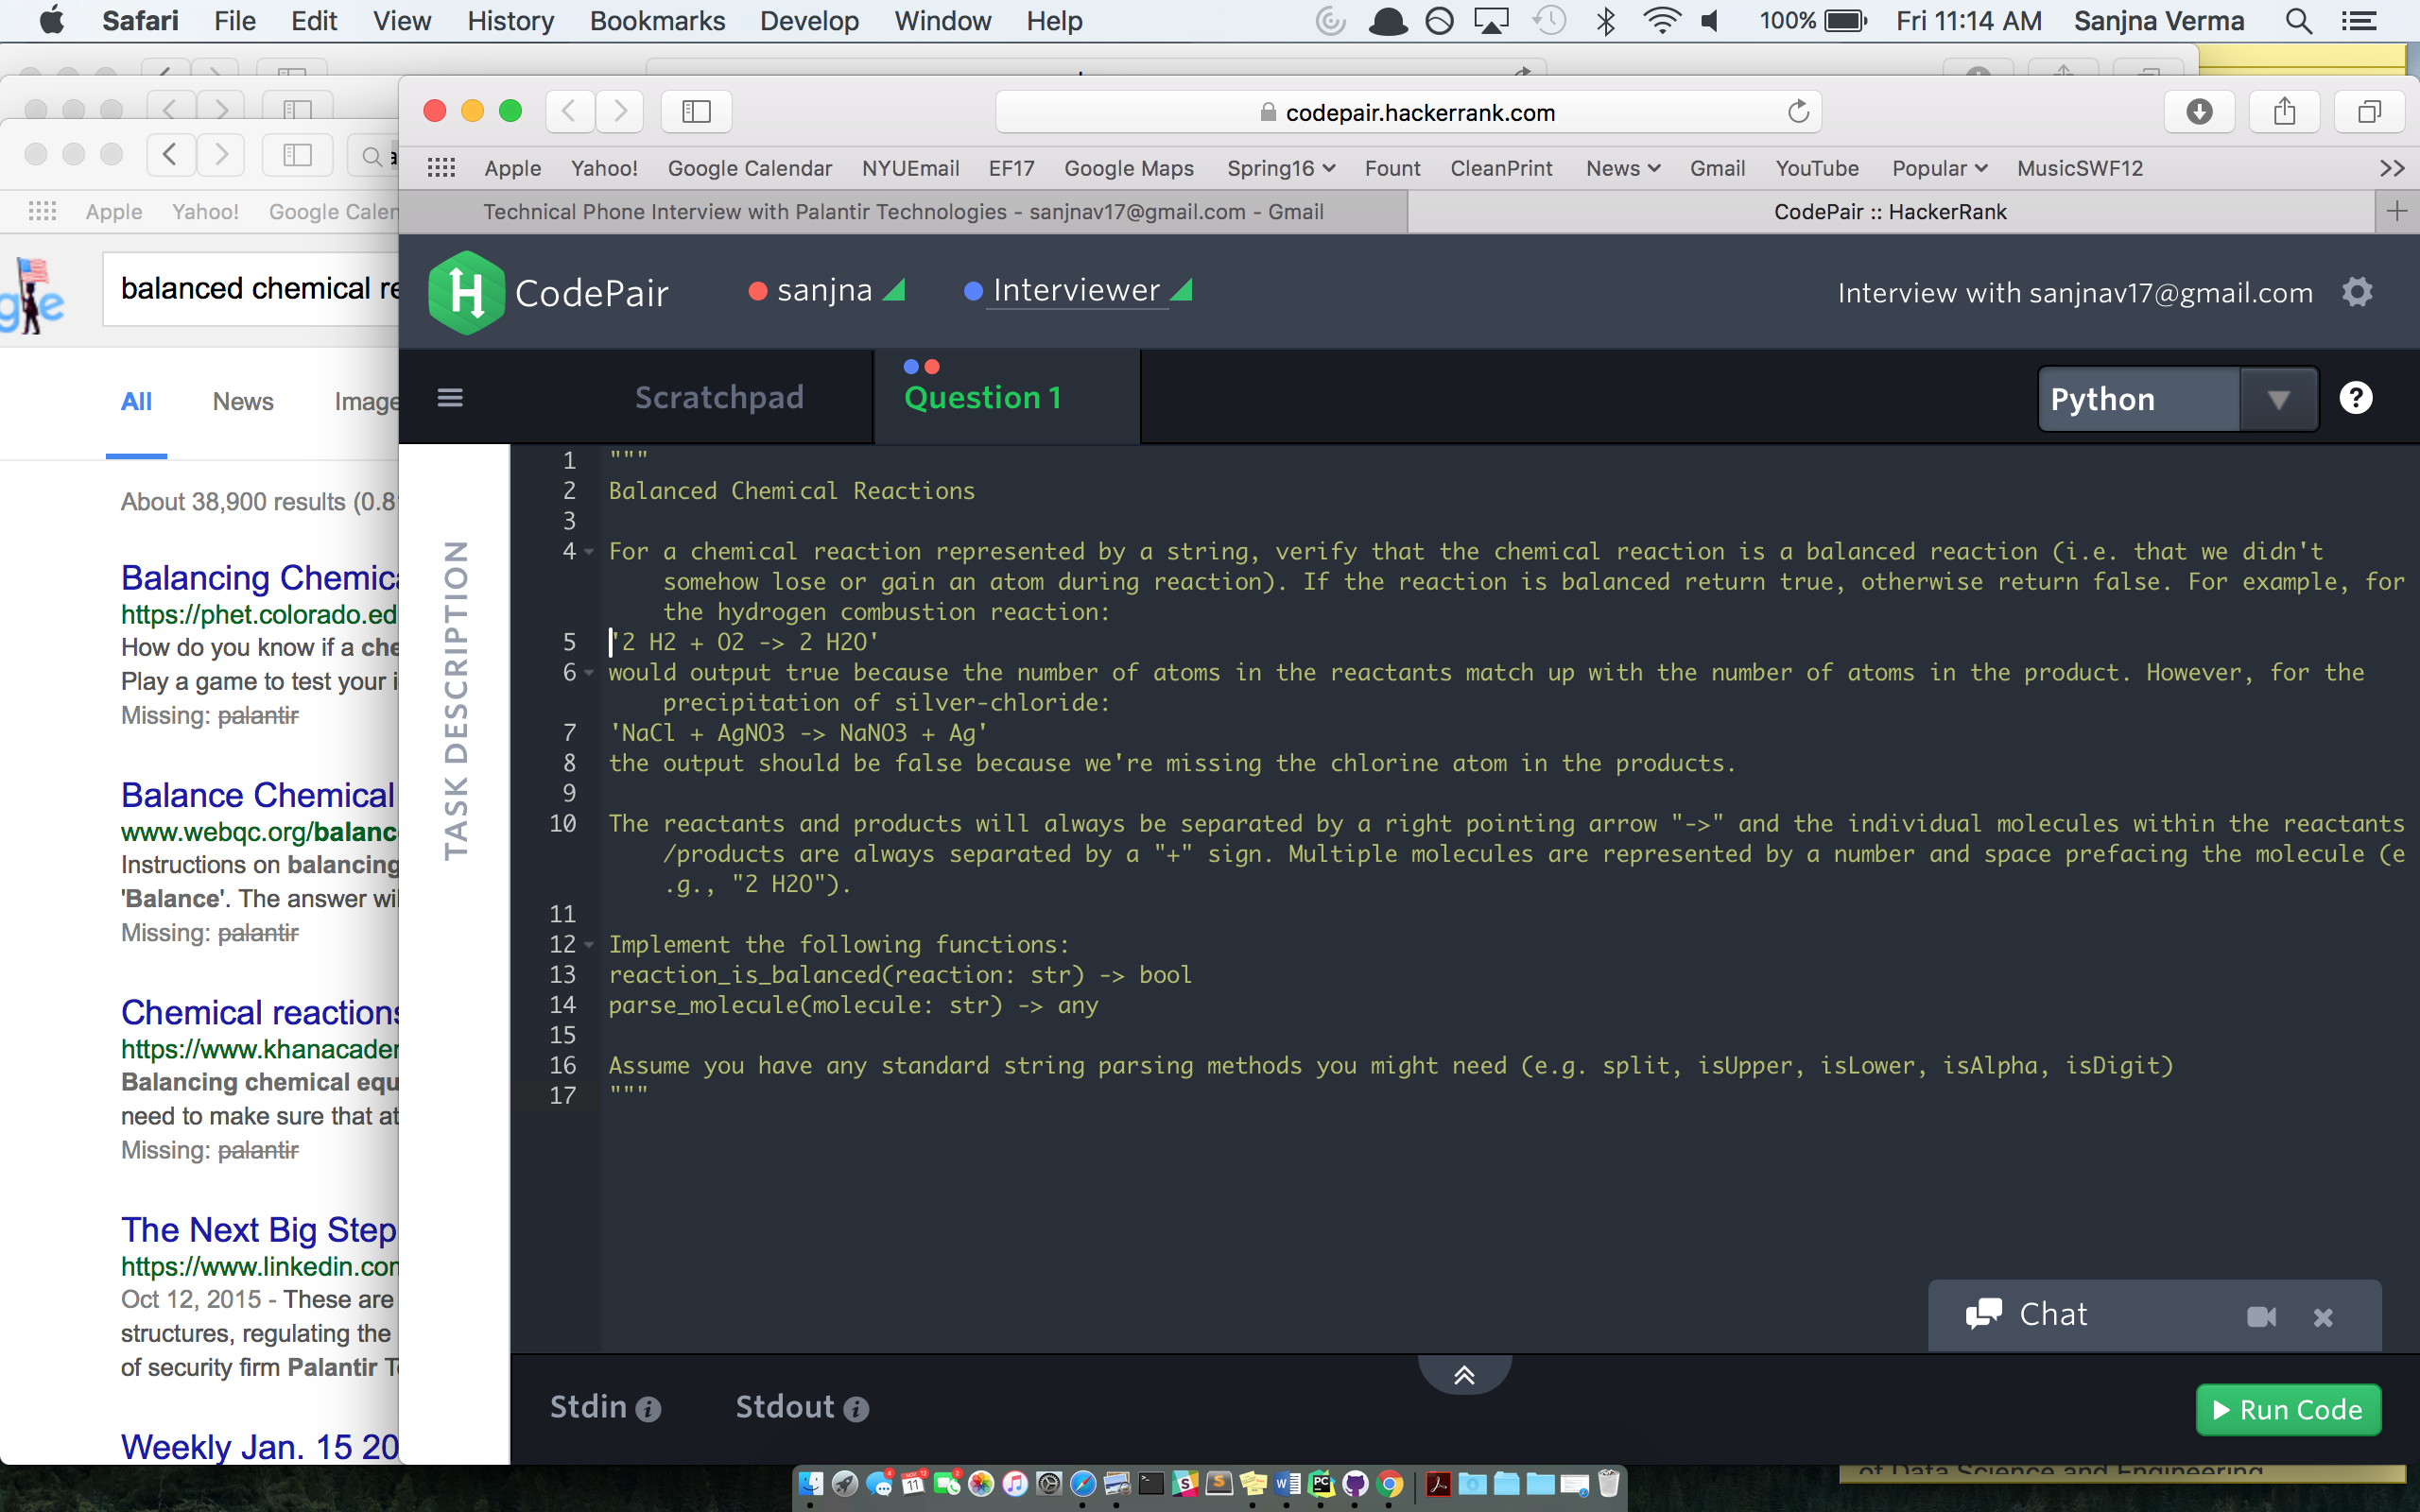 Safari File Edit View History Bookmarks Develop Window Help 100% Fri 11:14 AM Sanjna Verma
codepair.hackerrank.com
Apple Yahoo! Google Calendar NYUEmail EF17 Google Maps Spring16 Fount CleanPrint News Gmail YouTube Popular MusicSWF12
Apple Yahoo! Google Calen
Technical Phone Interview with Palantir Technologies - sanjnav17@gmail.com - Gmail
CodePair :: HackerRank
balanced chemical re
All News Image
About 38,900 results (0.8
Balancing Chemica
https://phet.colorado.ed
How do you know if a che
Play a game to test your i
Missing: palantir
Balance Chemical
www.webqc.org/balanc
Instructions on balancing
'Balance'. The answer wil
Missing: palantir
Chemical reactions
https://www.khanacader
Balancing chemical equ
need to make sure that at
Missing: palantir
The Next Big Step
https://www.linkedin.con
Oct 12, 2015 - These are
structures, regulating the
of security firm Palantir T
Weekly Jan. 15 20
H CodePair sanjna Interviewer Interview with sanjnav17@gmail.com
Scratchpad Question 1 Python ?
TASK DESCRIPTION
1 """
2 Balanced Chemical Reactions
3
4 For a chemical reaction represented by a string, verify that the chemical reaction is a balanced reaction (i.e. that we didn't
somehow lose or gain an atom during reaction). If the reaction is balanced return true, otherwise return false. For example, for
the hydrogen combustion reaction:
5 '2 H2 + O2 -> 2 H2O'
6 would output true because the number of atoms in the reactants match up with the number of atoms in the product. However, for the
precipitation of silver-chloride:
7 'NaCl + AgNO3 -> NaNO3 + Ag'
8 the output should be false because we're missing the chlorine atom in the products.
9
10 The reactants and products will always be separated by a right pointing arrow "->" and the individual molecules within the reactants
/products are always separated by a "+" sign. Multiple molecules are represented by a number and space prefacing the molecule (e
.g., "2 H2O").
11
12 Implement the following functions:
13 reaction_is_balanced(reaction: str) -> bool
14 parse_molecule(molecule: str) -> any
15
16 Assume you have any standard string parsing methods you might need (e.g. split, isUpper, isLower, isAlpha, isDigit)
17 """
Chat
Stdin Stdout Run Code
of Data Science and Engineering